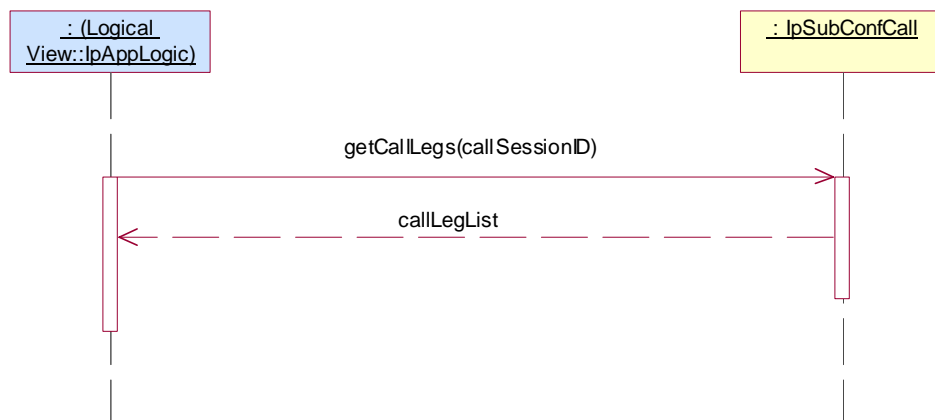 : (Logical
View::IpAppLogic)
: IpSubConfCall
getCallLegs(callSessionID)
callLegList